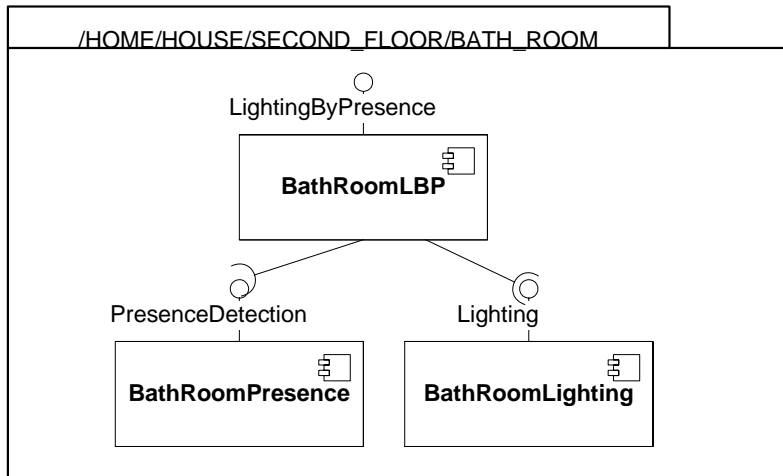 /HOME/HOUSE/SECOND_FLOOR/BATH_ROOM
LightingByPresence
BathRoomLBP
PresenceDetection
Lighting
BathRoomPresence
BathRoomLighting